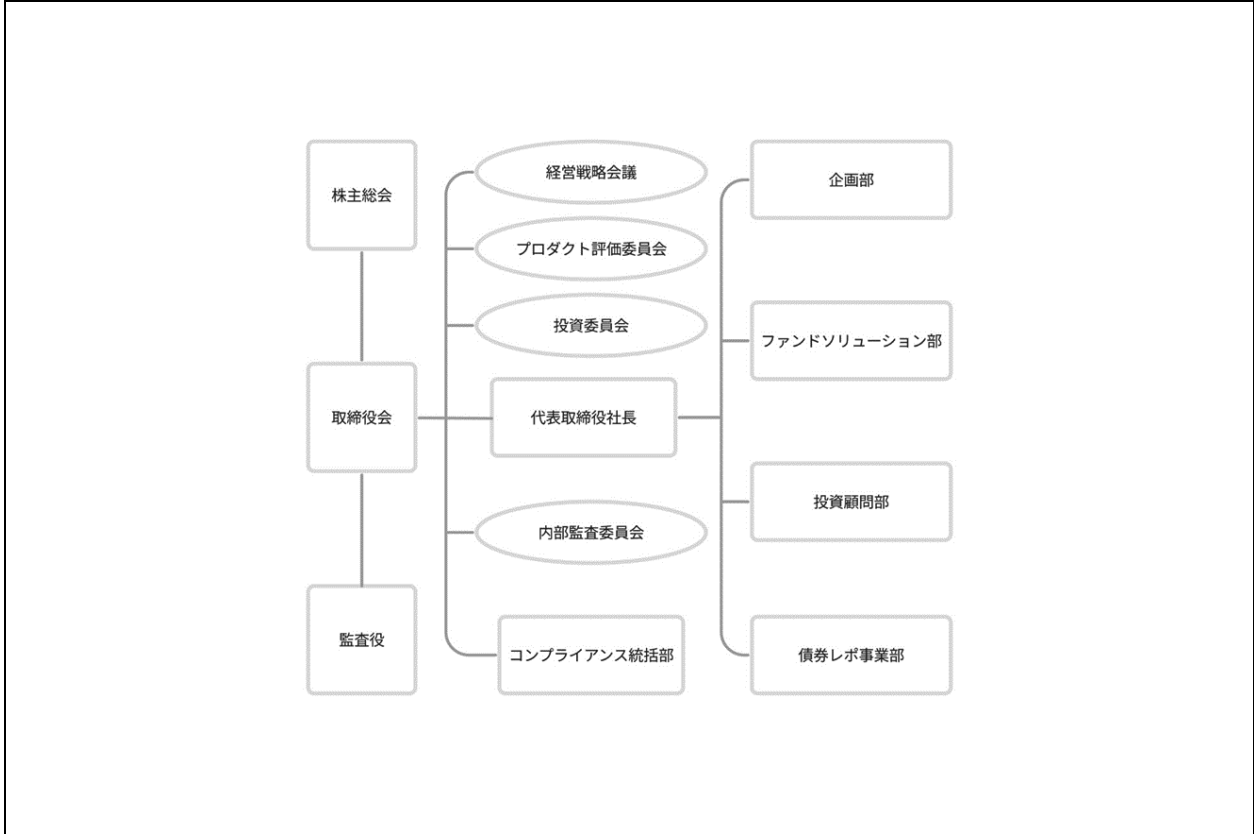 株主総会
取締役会
監査役
経営戦略会議
プロダクト評価委員会
投資委員会
代表取締役社長
内部監査委員会
コンプライアンス統括部
企画部
ファンドソリューション部
投資顧問部
債券レポ事業部